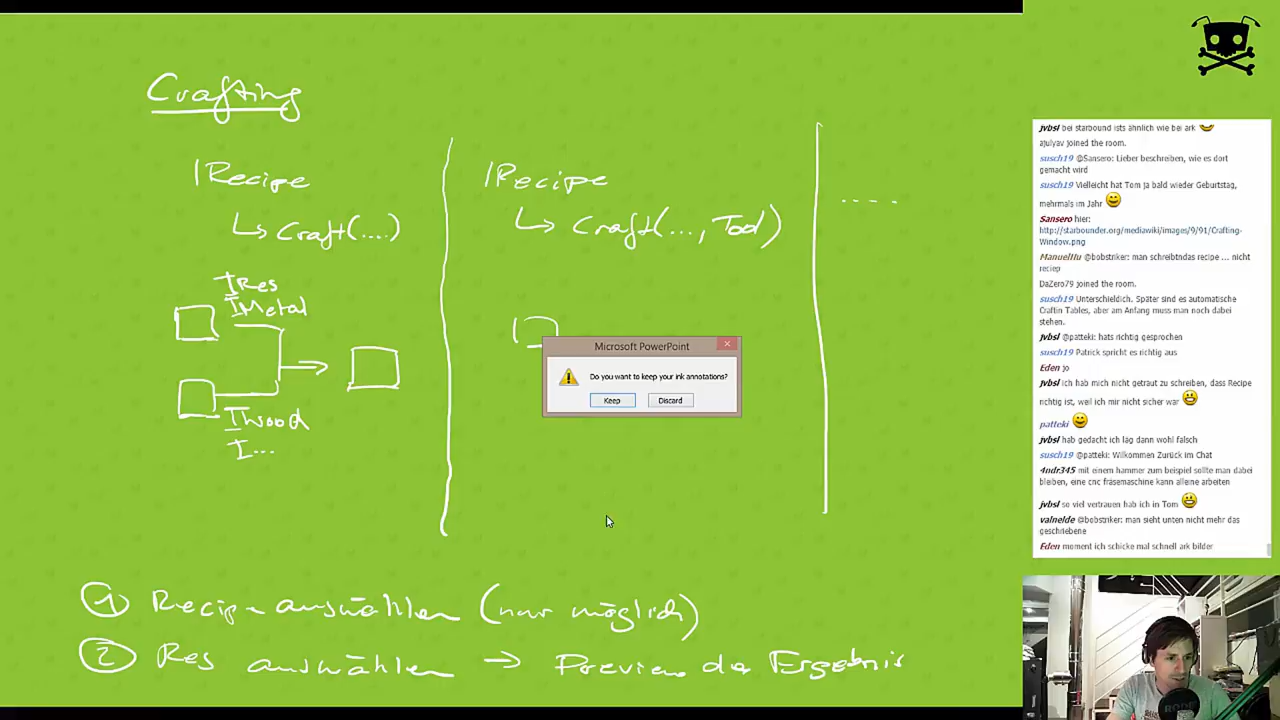 Crafting
IRecipe
↳ Craft(....)
IRes
IMetal
IWood
I...
IRecipe
↳ Craft(..., Tool)
.....
Microsoft PowerPoint
Do you want to keep your ink annotations?
Keep
Discard
① Recipe auswählen (nur möglich)
② Res auswählen → Preview der Ergebnis
jvbsl bei starbound ists ähnlich wie bei ark
ajulyav joined the room.
susch19 @Sansero: Lieber beschreiben, wie es dort
gemacht wird
susch19 Vielleicht hat Tom ja bald wieder Geburtstag,
mehrmals im Jahr
Sansero hier:
http://starbounder.org/mediawiki/images/9/91/Crafting-
Window.png
ManuelHu @bobstriker: man schreibtndas recipe ... nicht
reciep
DaZero79 joined the room.
susch19 Unterschieldich. Später sind es automatische
Craftin Tables, aber am Anfang muss man noch dabei
stehen.
jvbsl @patteki: hats richtig gesprochen
susch19 Patrick spricht es richtig aus
Eden jo
jvbsl ich hab mich nicht getraut zu schreiben, dass Recipe
richtig ist, weil ich mir nicht sicher war
patteki
jvbsl hab gedacht ich läg dann wohl falsch
susch19 @patteki: Wilkommen Zurück im Chat
4ndr345 mit einem hammer zum beispiel sollte man dabei
bleiben, eine cnc fräsemaschine kann alleine arbeiten
jvbsl so viel vertrauen hab ich in Tom
valnelde @bobstriker: man sieht unten nicht mehr das
geschriebene
Eden moment ich schicke mal schnell ark bilder